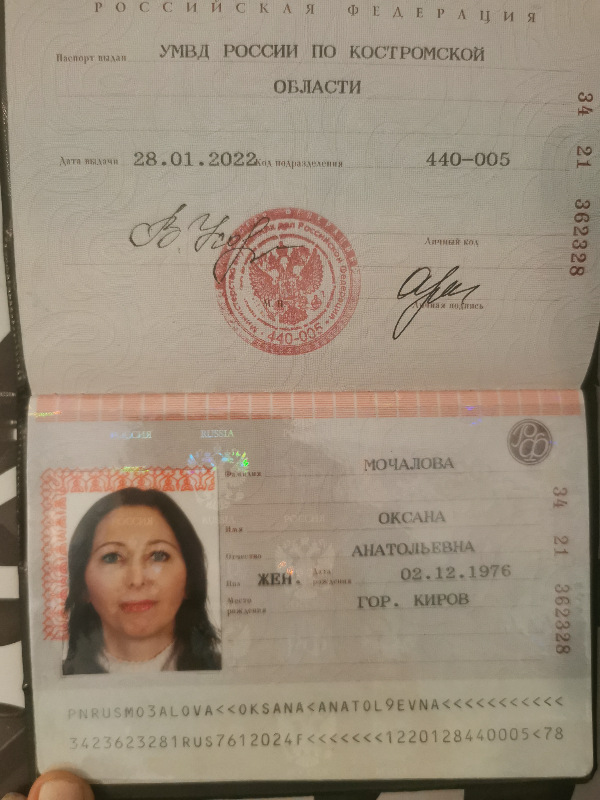 РОССИЙСКАЯ ФЕДЕРАЦИЯ
Паспорт выдан УМВД РОССИИ ПО КОСТРОМСКОЙ
ОБЛАСТИ
Дата выдачи 28.01.2022 Код подразделения 440-005
34 21 362328
Личный код
Личная подпись
440-005
РОССИЯ RUSSIA
Фамилия МОЧАЛОВА
Имя ОКСАНА
Отчество АНАТОЛЬЕВНА
Пол ЖЕН. Дата рождения 02.12.1976
Место рождения ГОР. КИРОВ
34 21 362328
PNRUSMO3ALOVA<<OKSANA<ANATOL9EVNA<<<<<<<<<<<
3423623281RUS7612024F<<<<<<<1220128440005<78